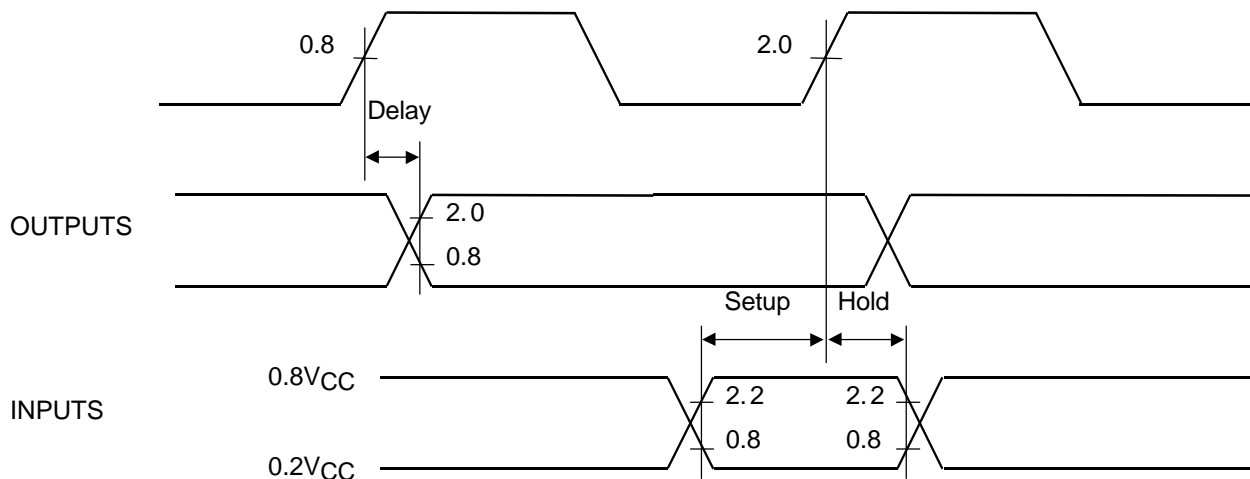 0.8 2.0
Delay
OUTPUTS
2.0
0.8
Setup Hold
0.8VCC
2.2 2.2
INPUTS
0.8 0.8
0.2VCC